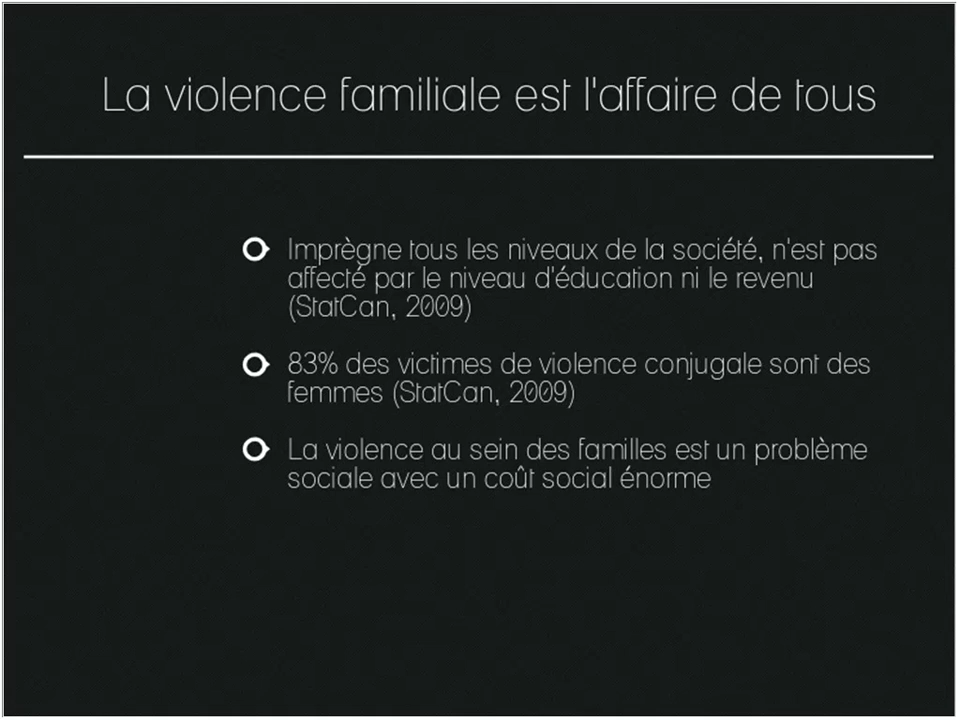 La violence familiale est l'affaire de tous
Imprègne tous les niveaux de la société, n'est pas
affecté par le niveau d'éducation ni le revenu
(StatCan, 2009)
83% des victimes de violence conjugale sont des
femmes (StatCan, 2009)
La violence au sein des familles est un problème
sociale avec un coût social énorme